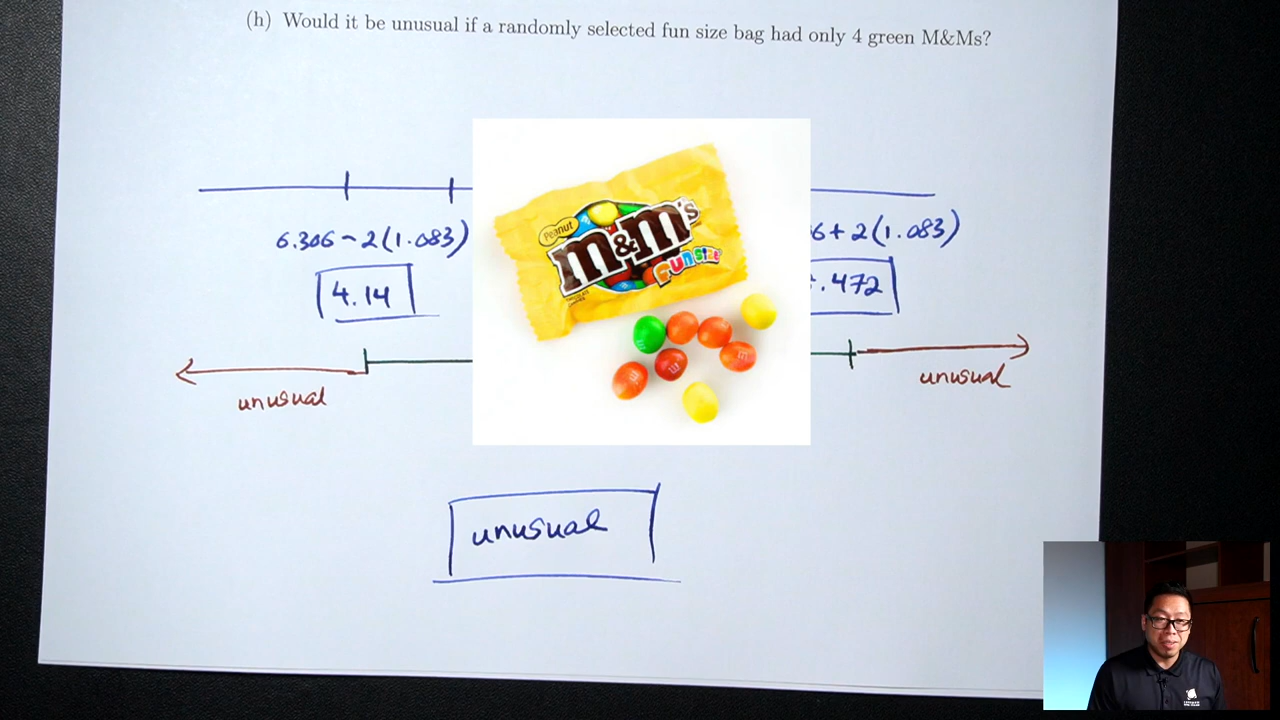 (h) Would it be unusual if a randomly selected fun size bag had only 4 green M&Ms?
6.306 - 2(1.083)
6 + 2(1.083)
4.14
.472
Peanut
m&m's
Fun Size
unusual
unusual
unusual